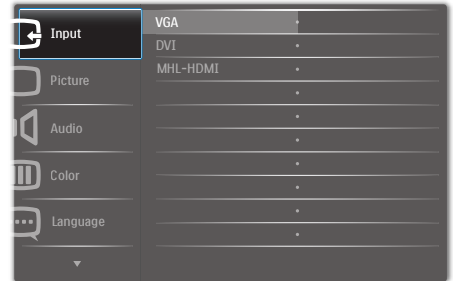 Input
Picture
Audio
Color
Language
VGA
DVI
MHL-HDMI